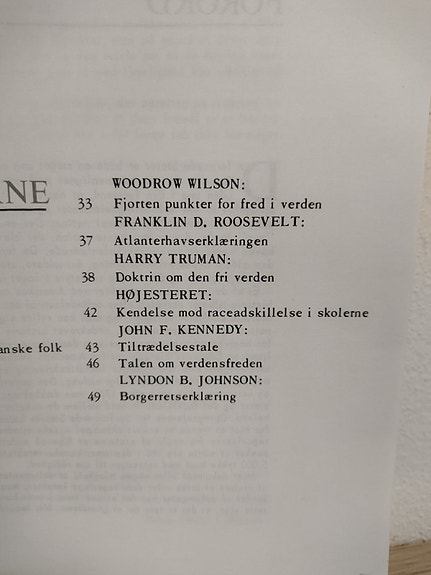 WOODROW WILSON:
33 Fjorten punkter for fred i verden
FRANKLIN D. ROOSEVELT:
37 Atlanterhavserklæringen
HARRY TRUMAN:
38 Doktrin om den fri verden
HØJESTERET:
42 Kendelse mod raceadskillelse i skolerne
JOHN F. KENNEDY:
anske folk 43 Tiltrædelsestale
46 Talen om verdensfreden
LYNDON B. JOHNSON:
49 Borgerretserklæring
RNE